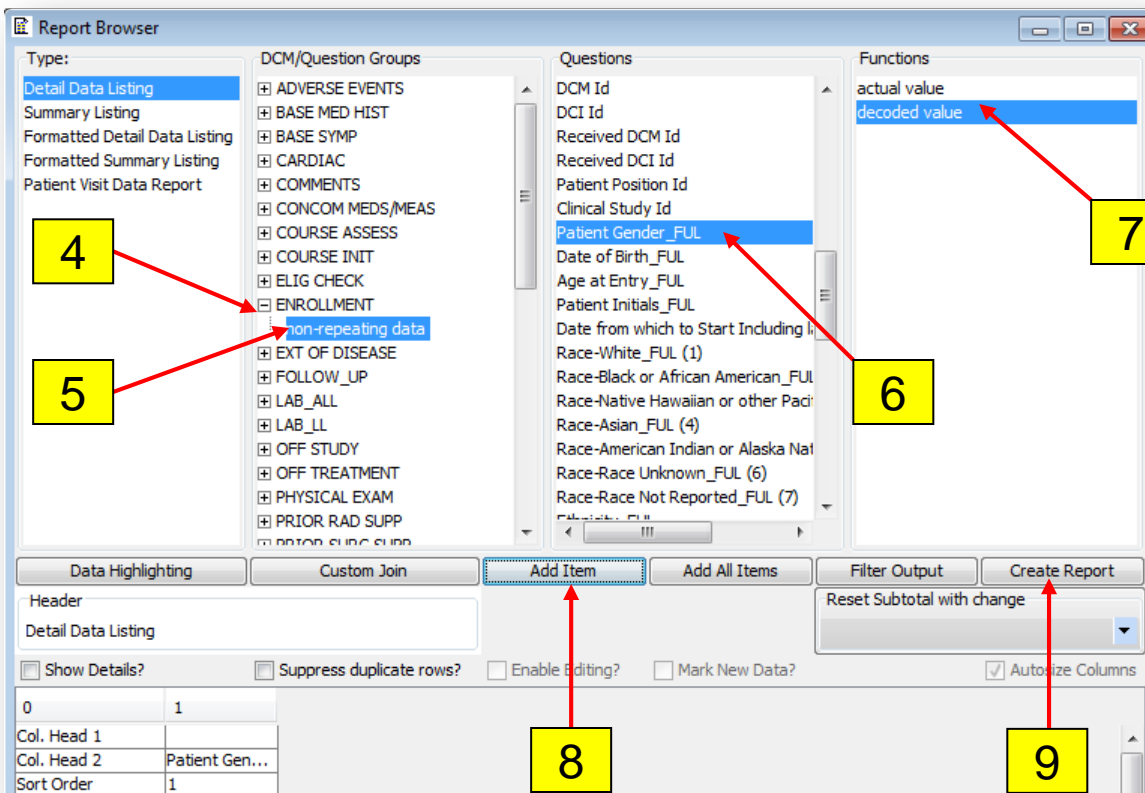 Report Browser
Type:
Detail Data Listing
Summary Listing
Formatted Detail Data Listing
Formatted Summary Listing
Patient Visit Data Report
DCM/Question Groups
ADVERSE EVENTS
BASE MED HIST
BASE SYMP
CARDIAC
COMMENTS
CONCOM MEDS/MEAS
COURSE ASSESS
COURSE INIT
ELIG CHECK
ENROLLMENT
non-repeating data
EXT OF DISEASE
FOLLOW_UP
LAB_ALL
LAB_LL
OFF STUDY
OFF TREATMENT
PHYSICAL EXAM
PRIOR RAD SUPP
PRIOR SURG SUPP
Questions
DCM Id
DCI Id
Received DCM Id
Received DCI Id
Patient Position Id
Clinical Study Id
Patient Gender_FUL
Date of Birth_FUL
Age at Entry_FUL
Patient Initials_FUL
Date from which to Start Including l
Race-White_FUL (1)
Race-Black or African American_FUL
Race-Native Hawaiian or other Paci
Race-Asian_FUL (4)
Race-American Indian or Alaska Nat
Race-Race Unknown_FUL (6)
Race-Race Not Reported_FUL (7)
Ethnicity_FUL
Functions
actual value
decoded value
4
5
6
7
Data Highlighting
Custom Join
Add Item
Add All Items
Filter Output
Create Report
Header
Detail Data Listing
Reset Subtotal with change
Show Details?
Suppress duplicate rows?
Enable Editing?
Mark New Data?
Autosize Columns
0 1
Col. Head 1
Col. Head 2 Patient Gen...
Sort Order 1
8
9